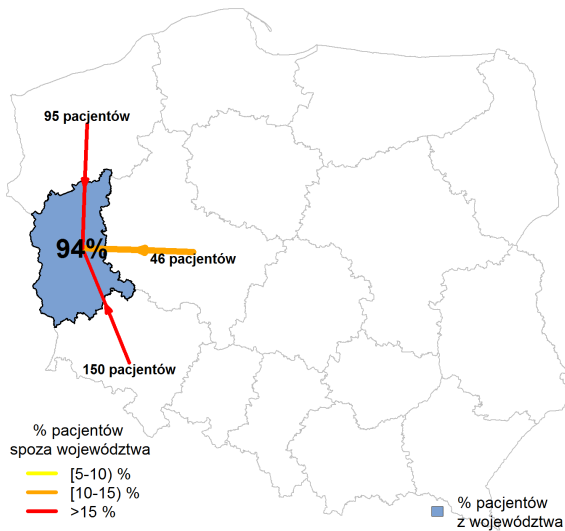 95 pacjentów
94%
46 pacjentów
150 pacjentów
% pacjentów
spoza województwa
[5-10) %
[10-15) %
>15 %
% pacjentów
z województwa